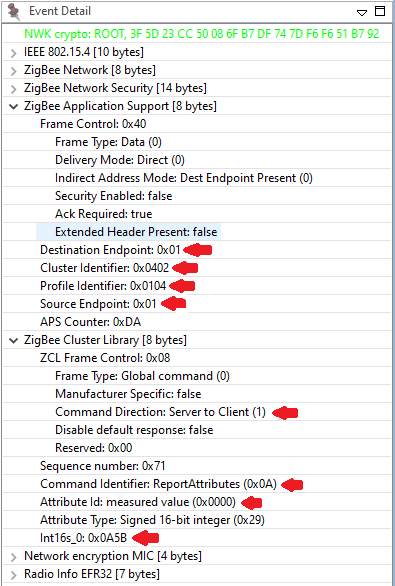 Event Detail
NWK crypto: ROOT, 3F 5D 23 CC 50 08 6F B7 DF 74 7D F6 F6 51 B7 92
IEEE 802.15.4 [10 bytes]
ZigBee Network [8 bytes]
ZigBee Network Security [14 bytes]
ZigBee Application Support [8 bytes]
Frame Control: 0x40
Frame Type: Data (0)
Delivery Mode: Direct (0)
Indirect Address Mode: Dest Endpoint Present (0)
Security Enabled: false
Ack Required: true
Extended Header Present: false
Destination Endpoint: 0x01
Cluster Identifier: 0x0402
Profile Identifier: 0x0104
Source Endpoint: 0x01
APS Counter: 0xDA
ZigBee Cluster Library [8 bytes]
ZCL Frame Control: 0x08
Frame Type: Global command (0)
Manufacturer Specific: false
Command Direction: Server to Client (1)
Disable default response: false
Reserved: 0x00
Sequence number: 0x71
Command Identifier: ReportAttributes (0x0A)
Attribute Id: measured value (0x0000)
Attribute Type: Signed 16-bit integer (0x29)
Int16s_0: 0x0A5B
Network encryption MIC [4 bytes]
Radio Info EFR32 [7 bytes]